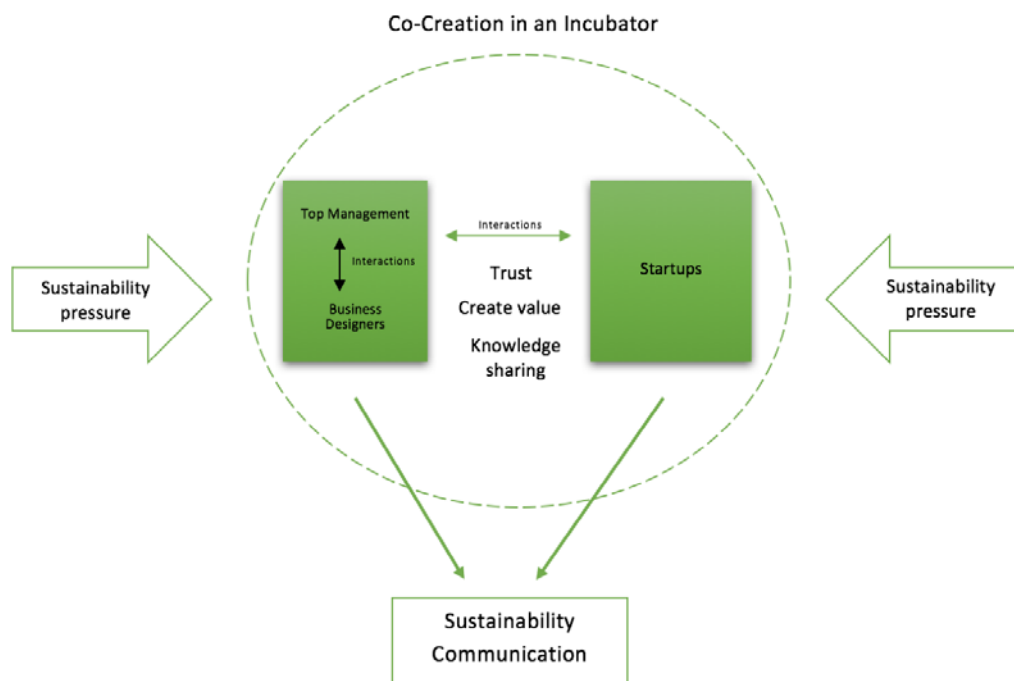 Co-Creation in an Incubator
Top Management
Interactions
Business
Designers
Interactions
Trust
Create value
Knowledge
sharing
Startups
Sustainability
pressure
Sustainability
pressure
Sustainability
Communication